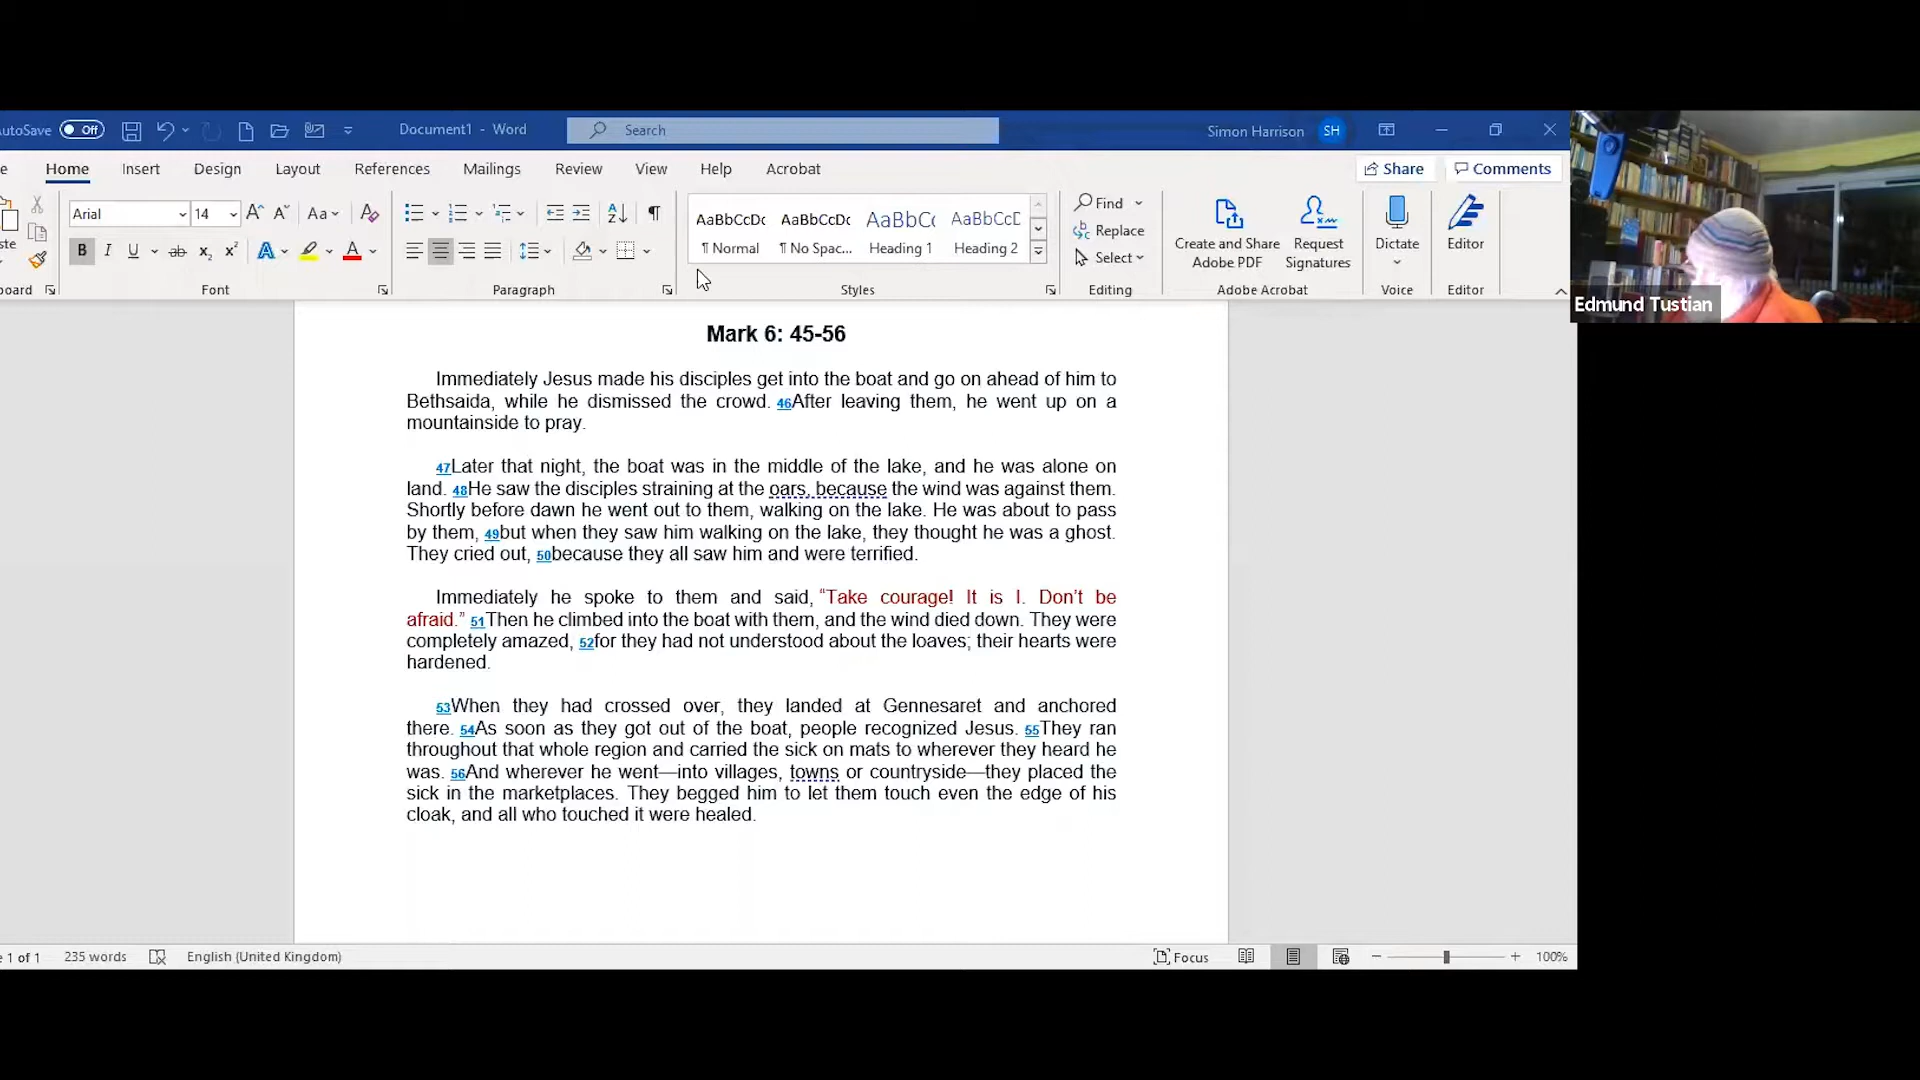 AutoSave Off Document1 - Word Search Simon Harrison SH
Home Insert Design Layout References Mailings Review View Help Acrobat Share Comments
Arial 14 Aa AaBbCcDc AaBbCcDc AaBbC AaBbCcD Find
Replace
B I U ab x₂ x² A A ¶ Normal ¶ No Spac... Heading 1 Heading 2 Create and Share Request Dictate Editor
Select Adobe PDF Signatures
Font Paragraph Styles Editing Adobe Acrobat Voice Editor
Edmund Tustian
Mark 6: 45-56
Immediately Jesus made his disciples get into the boat and go on ahead of him to
Bethsaida, while he dismissed the crowd. 46After leaving them, he went up on a
mountainside to pray.
47Later that night, the boat was in the middle of the lake, and he was alone on
land. 48He saw the disciples straining at the oars, because the wind was against them.
Shortly before dawn he went out to them, walking on the lake. He was about to pass
by them, 49but when they saw him walking on the lake, they thought he was a ghost.
They cried out, 50because they all saw him and were terrified.
Immediately he spoke to them and said, “Take courage! It is I. Don’t be
afraid.” 51Then he climbed into the boat with them, and the wind died down. They were
completely amazed, 52for they had not understood about the loaves; their hearts were
hardened.
53When they had crossed over, they landed at Gennesaret and anchored
there. 54As soon as they got out of the boat, people recognized Jesus. 55They ran
throughout that whole region and carried the sick on mats to wherever they heard he
was. 56And wherever he went—into villages, towns or countryside—they placed the
sick in the marketplaces. They begged him to let them touch even the edge of his
cloak, and all who touched it were healed.
1 of 1 235 words English (United Kingdom) Focus 100%